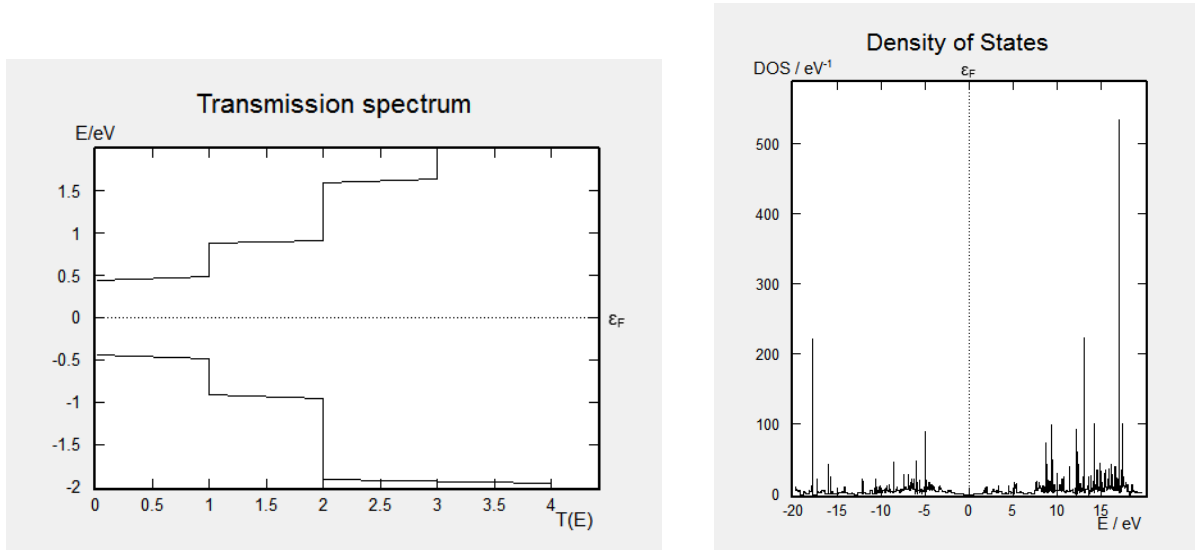 Transmission spectrum
E/eV
1.5
1
0.5
0
-0.5
-1
-1.5
-2
εF
0 0.5 1 1.5 2 2.5 3 3.5 4
T(E)
Density of States
DOS / eV-1
εF
500
400
300
200
100
0
-20 -15 -10 -5 0 5 10 15
E / eV